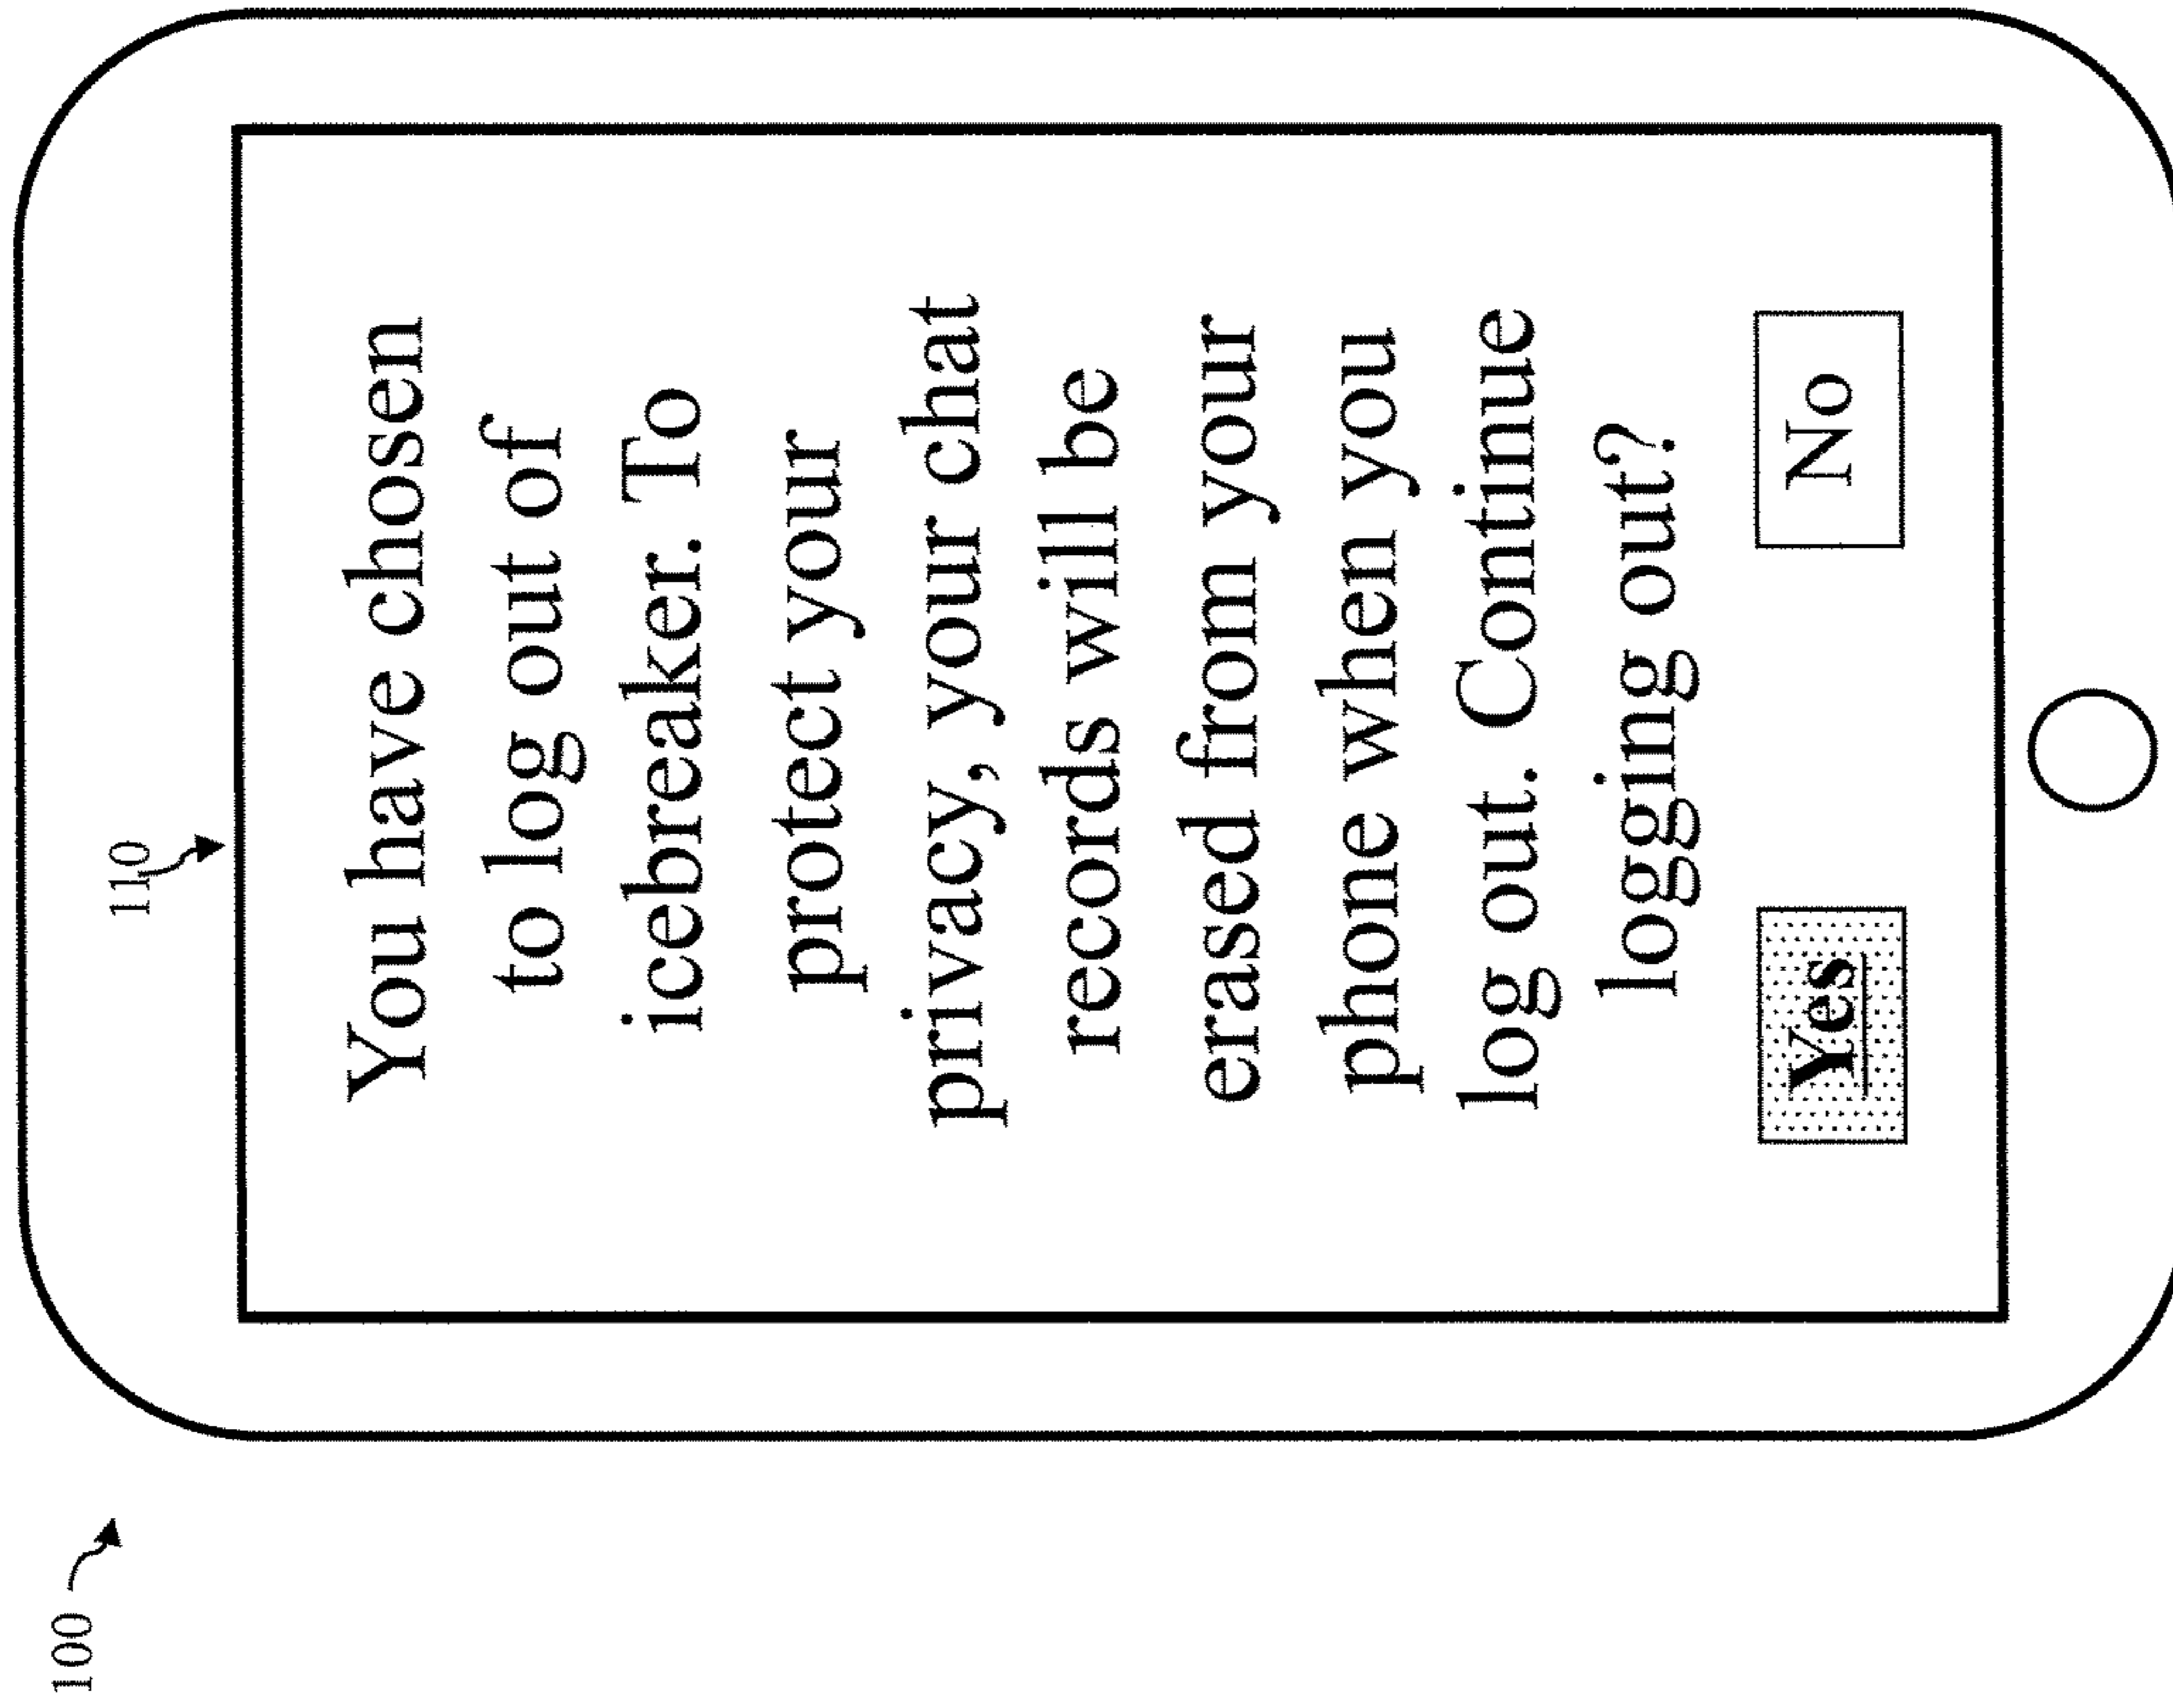 100
110
You have chosen
to log out of
icebreaker. To
protect your
privacy, your chat
records will be
erased from your
phone when you
log out. Continue
logging out?
Yes
No